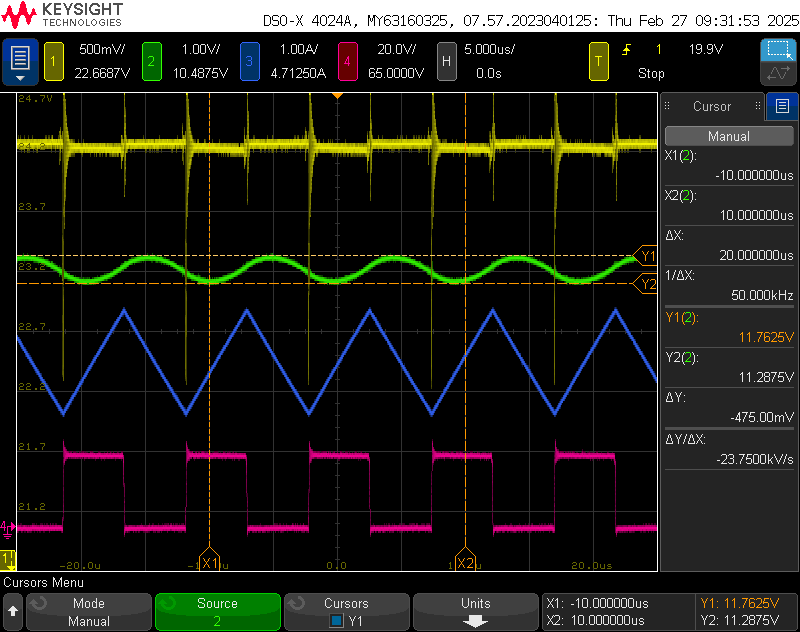 KEYSIGHT
TECHNOLOGIES
DSO-X 4024A, MY63160325, 07.57.2023040125: Thu Feb 27 09:31:53 2025
1 500mV/ 2 1.00V/ 3 1.00A/ 4 20.0V/ H 5.000us/ T 1 19.9V
22.6687V 10.4875V 4.71250A 65.0000V 0.0s Stop
24.7V
23.7
23.2
22.7
22.2
21.7
21.2
Y1
Y2
4
1
-20.0u 0.0 20.0us
X1 X2
Cursor
Manual
X1(2):
-10.000000us
X2(2):
10.000000us
ΔX:
20.000000us
1/ΔX:
50.000kHz
Y1(2):
11.7625V
Y2(2):
11.2875V
ΔY:
-475.00mV
ΔY/ΔX:
-23.7500kV/s
Cursors Menu
Mode
Manual
Source
2
Cursors
Y1
Units
X1: -10.000000us
X2: 10.000000us
Y1: 11.7625V
Y2: 11.2875V